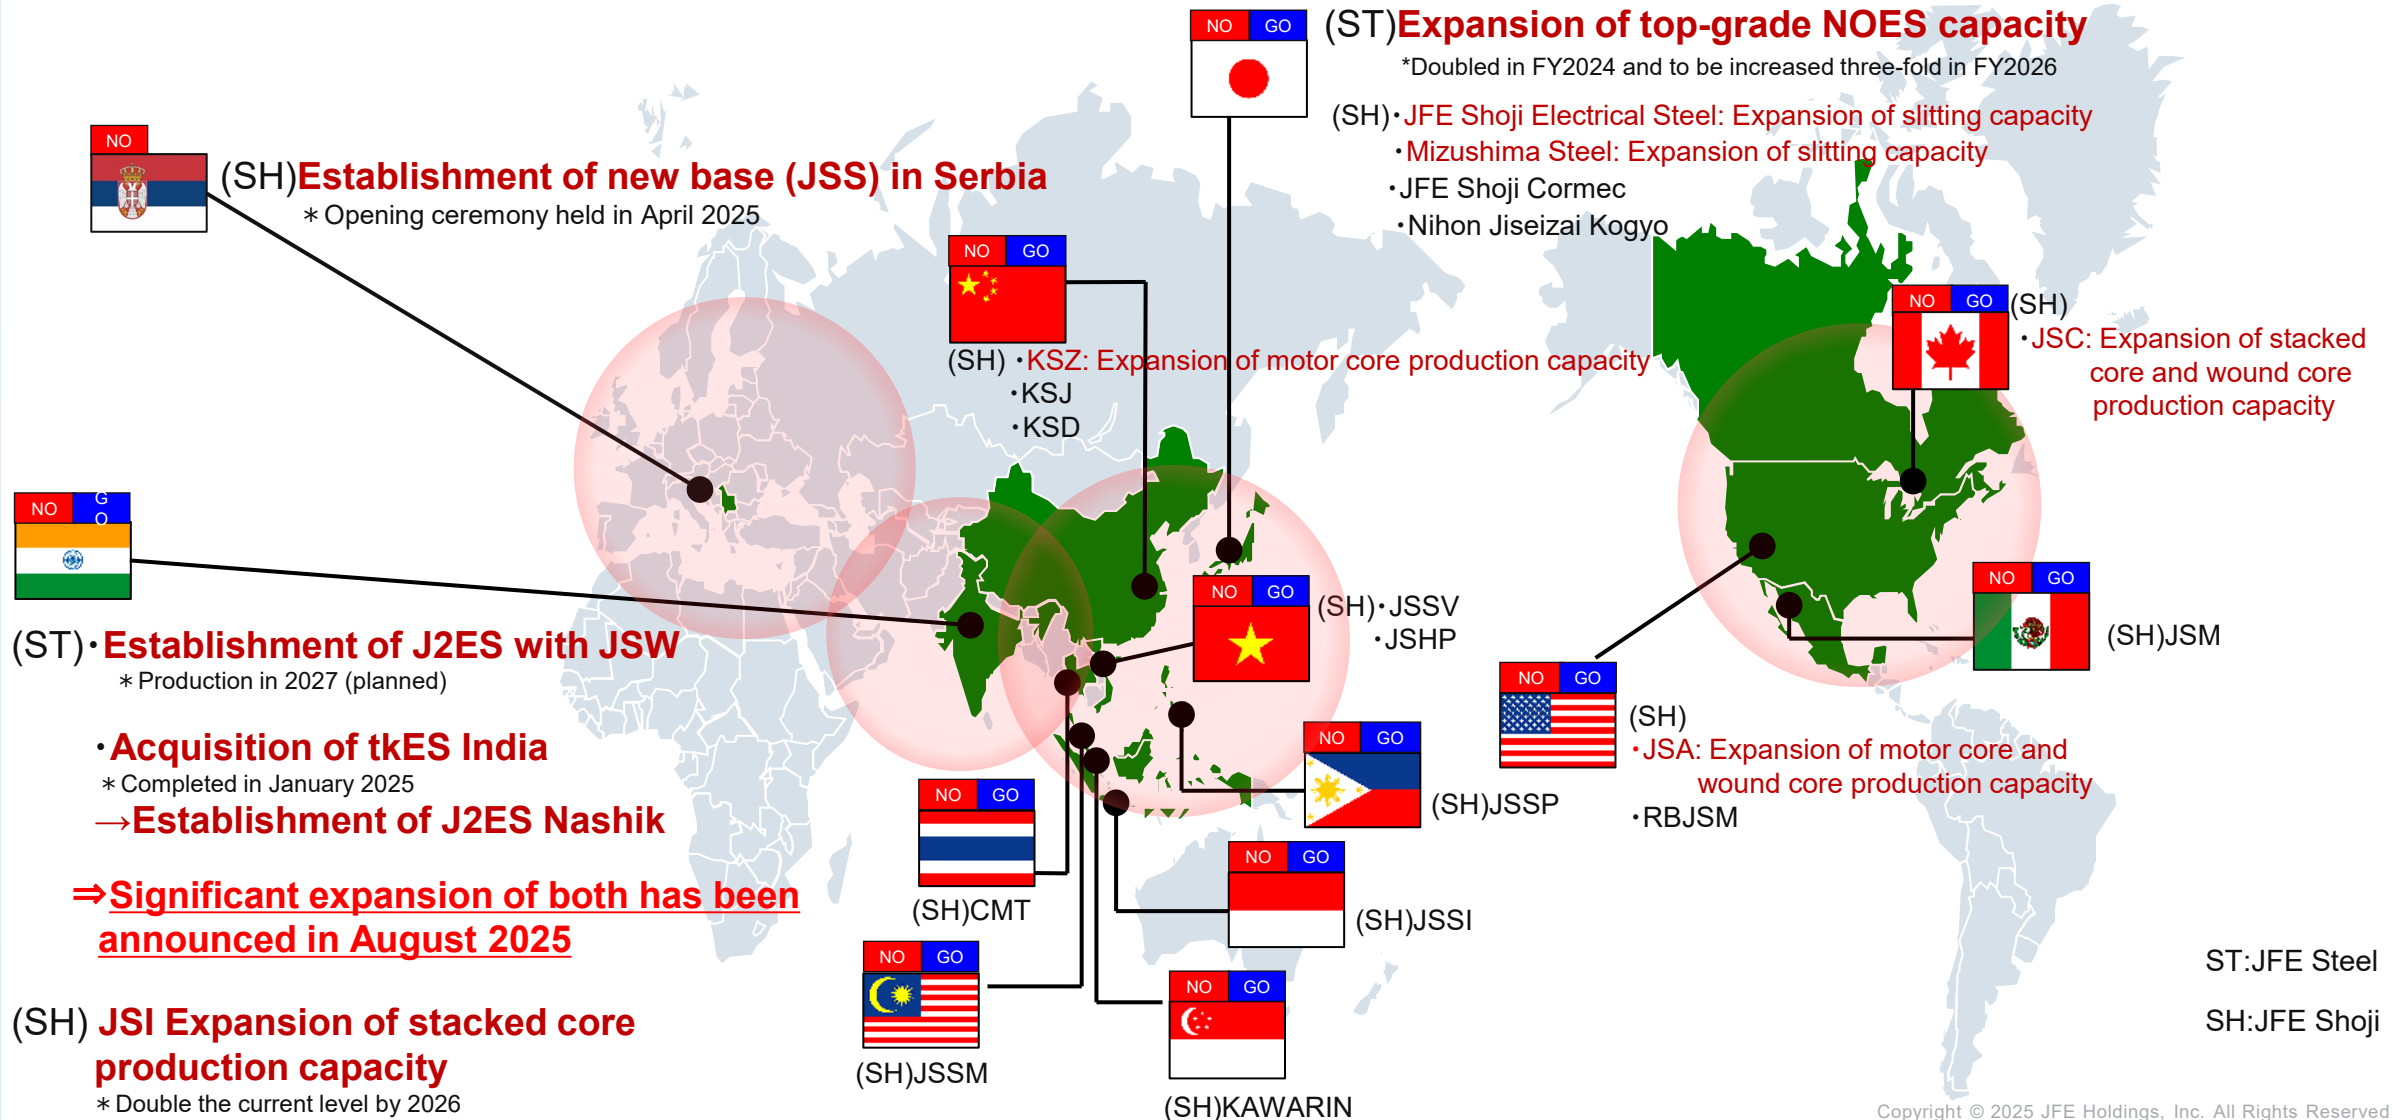 NO GO
(ST)Expansion of top-grade NOES capacity
*Doubled in FY2024 and to be increased three-fold in FY2026
(SH)・JFE Shoji Electrical Steel: Expansion of slitting capacity
・Mizushima Steel: Expansion of slitting capacity
・JFE Shoji Cormec
・Nihon Jiseizai Kogyo
NO
(SH)Establishment of new base (JSS) in Serbia
＊Opening ceremony held in April 2025
NO GO
(SH) ・KSZ: Expansion of motor core production capacity
・KSJ
・KSD
NO GO
(SH)
・JSC: Expansion of stacked
core and wound core
production capacity
NO GO
(ST)・Establishment of J2ES with JSW
＊Production in 2027 (planned)
・Acquisition of tkES India
＊Completed in January 2025
→Establishment of J2ES Nashik
⇒Significant expansion of both has been
announced in August 2025
(SH) JSI Expansion of stacked core
production capacity
＊Double the current level by 2026
NO GO
(SH)・JSSV
・JSHP
NO GO
(SH)JSM
NO GO
(SH)
・JSA: Expansion of motor core and
wound core production capacity
・RBJSM
NO GO
(SH)JSSP
NO GO
(SH)CMT
NO GO
(SH)JSSI
NO GO
(SH)JSSM
NO GO
(SH)KAWARIN
ST:JFE Steel
SH:JFE Shoji
Copyright © 2025 JFE Holdings, Inc. All Rights Reserved